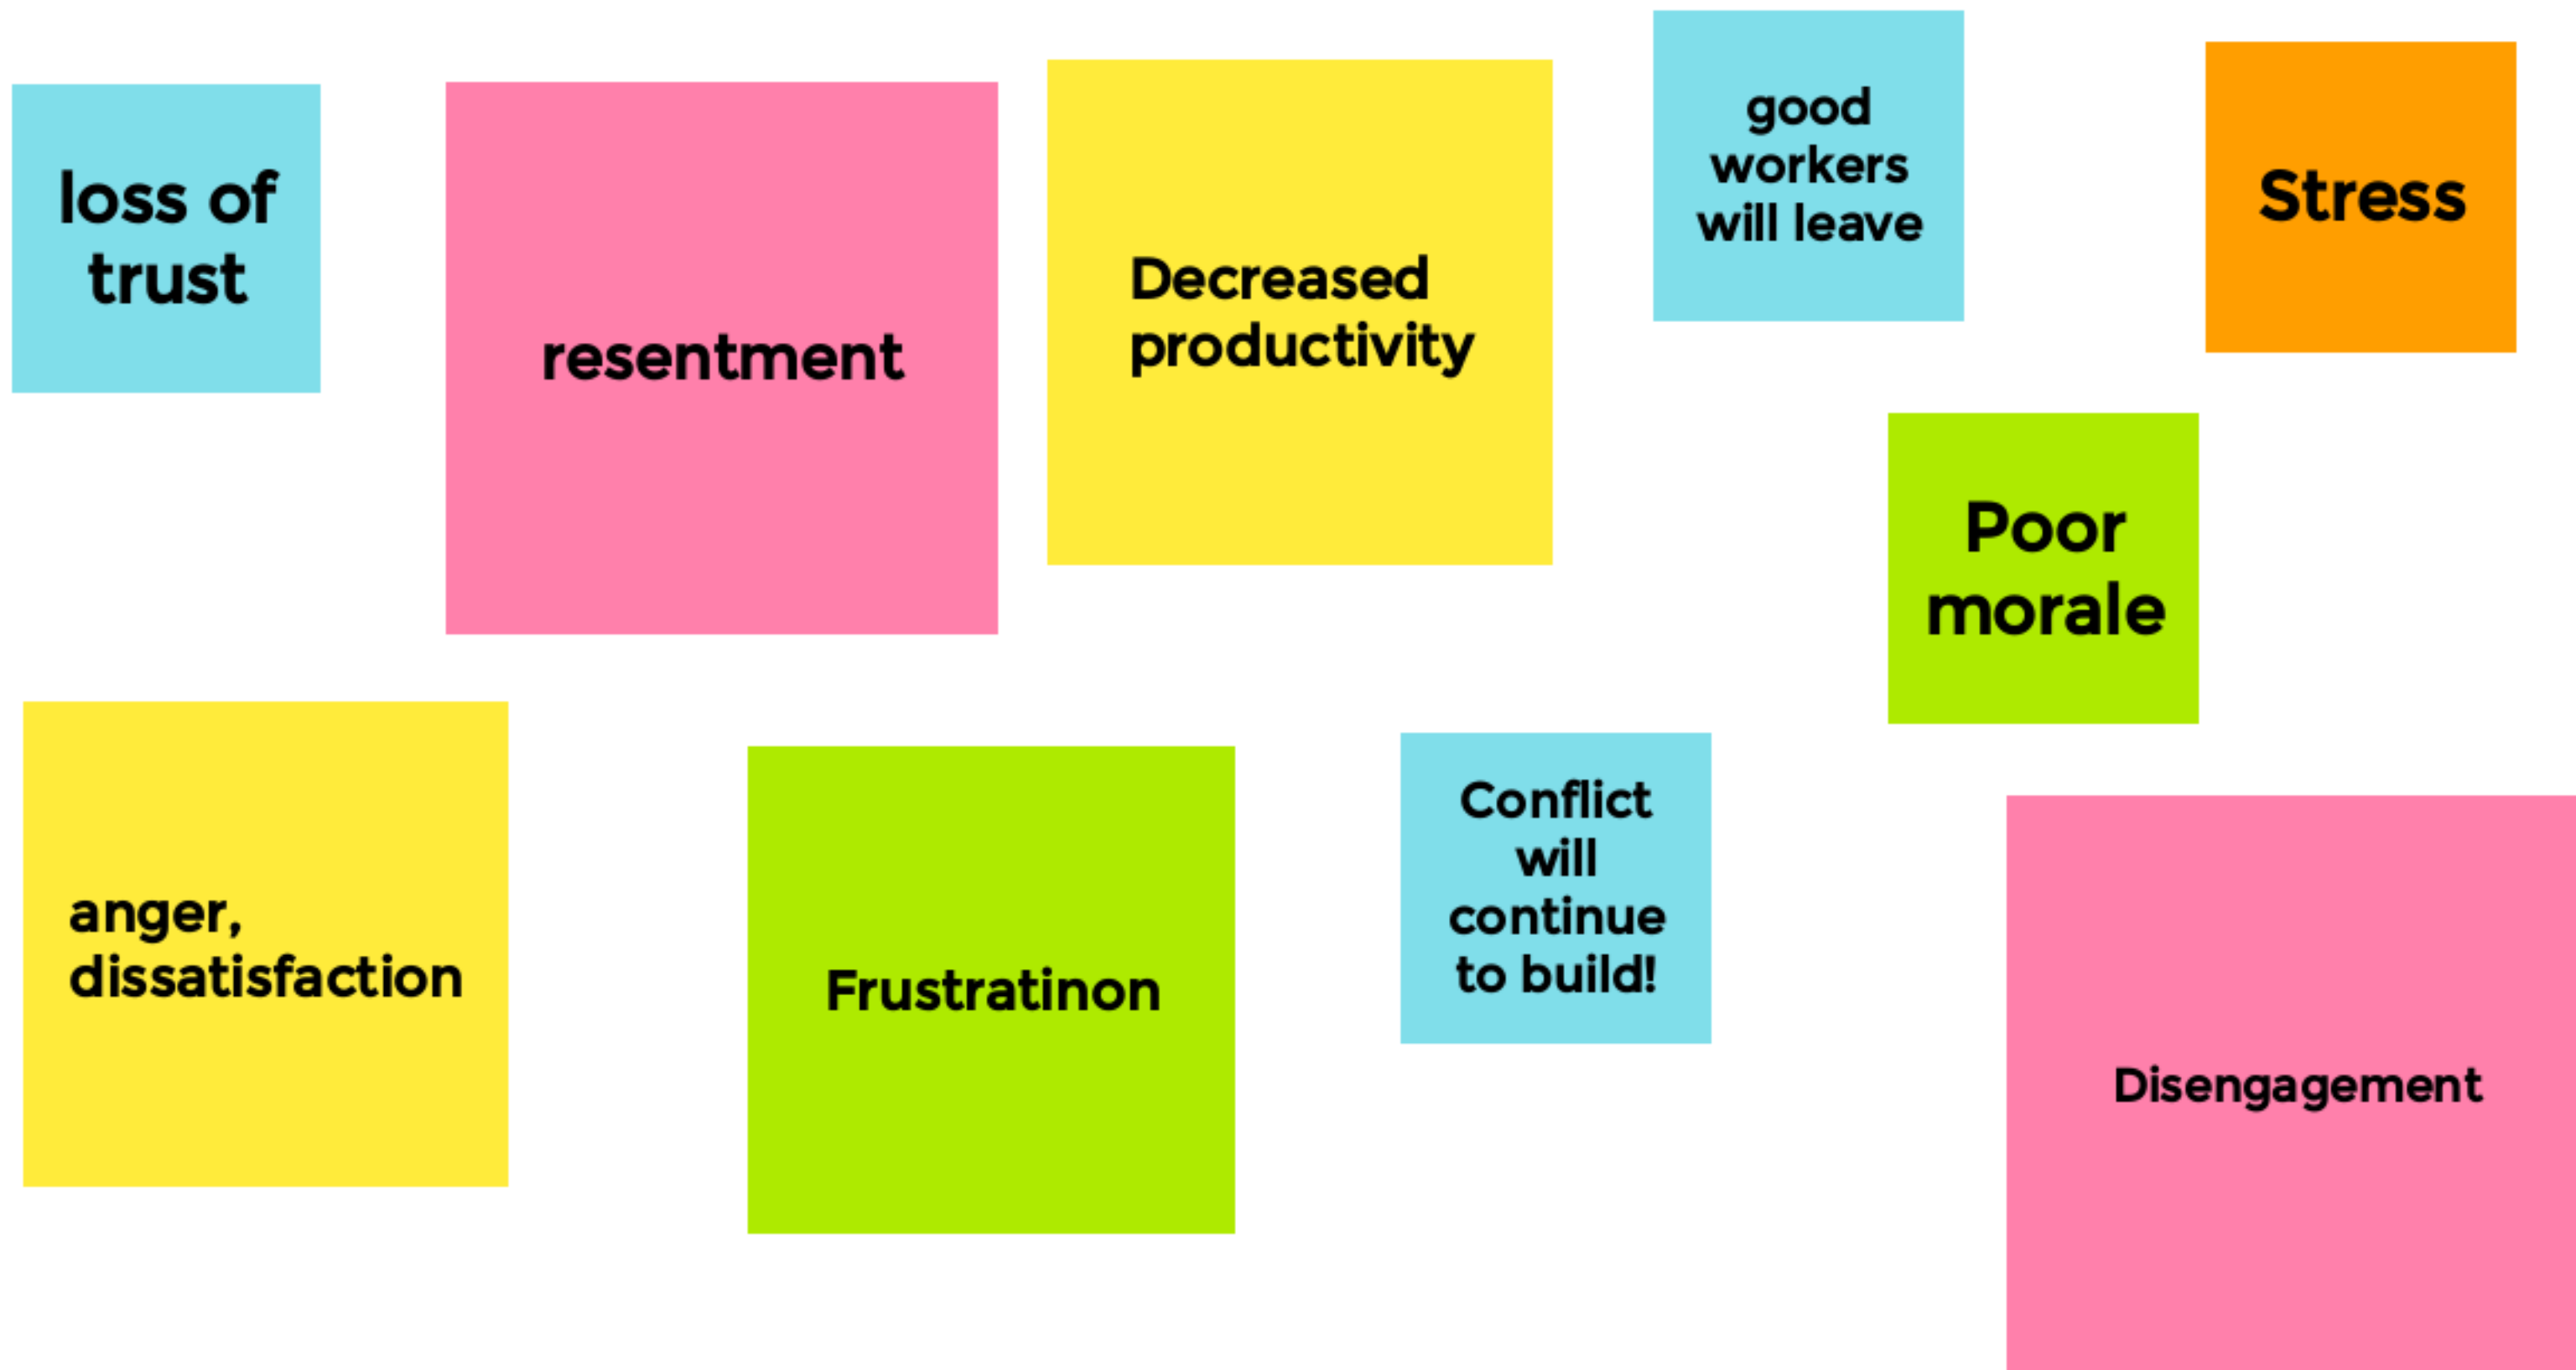 loss of
trust
resentment
Decreased
productivity
good
workers
will leave
Stress
Poor
morale
anger,
dissatisfaction
Frustratinon
Conflict
will
continue
to build!
Disengagement